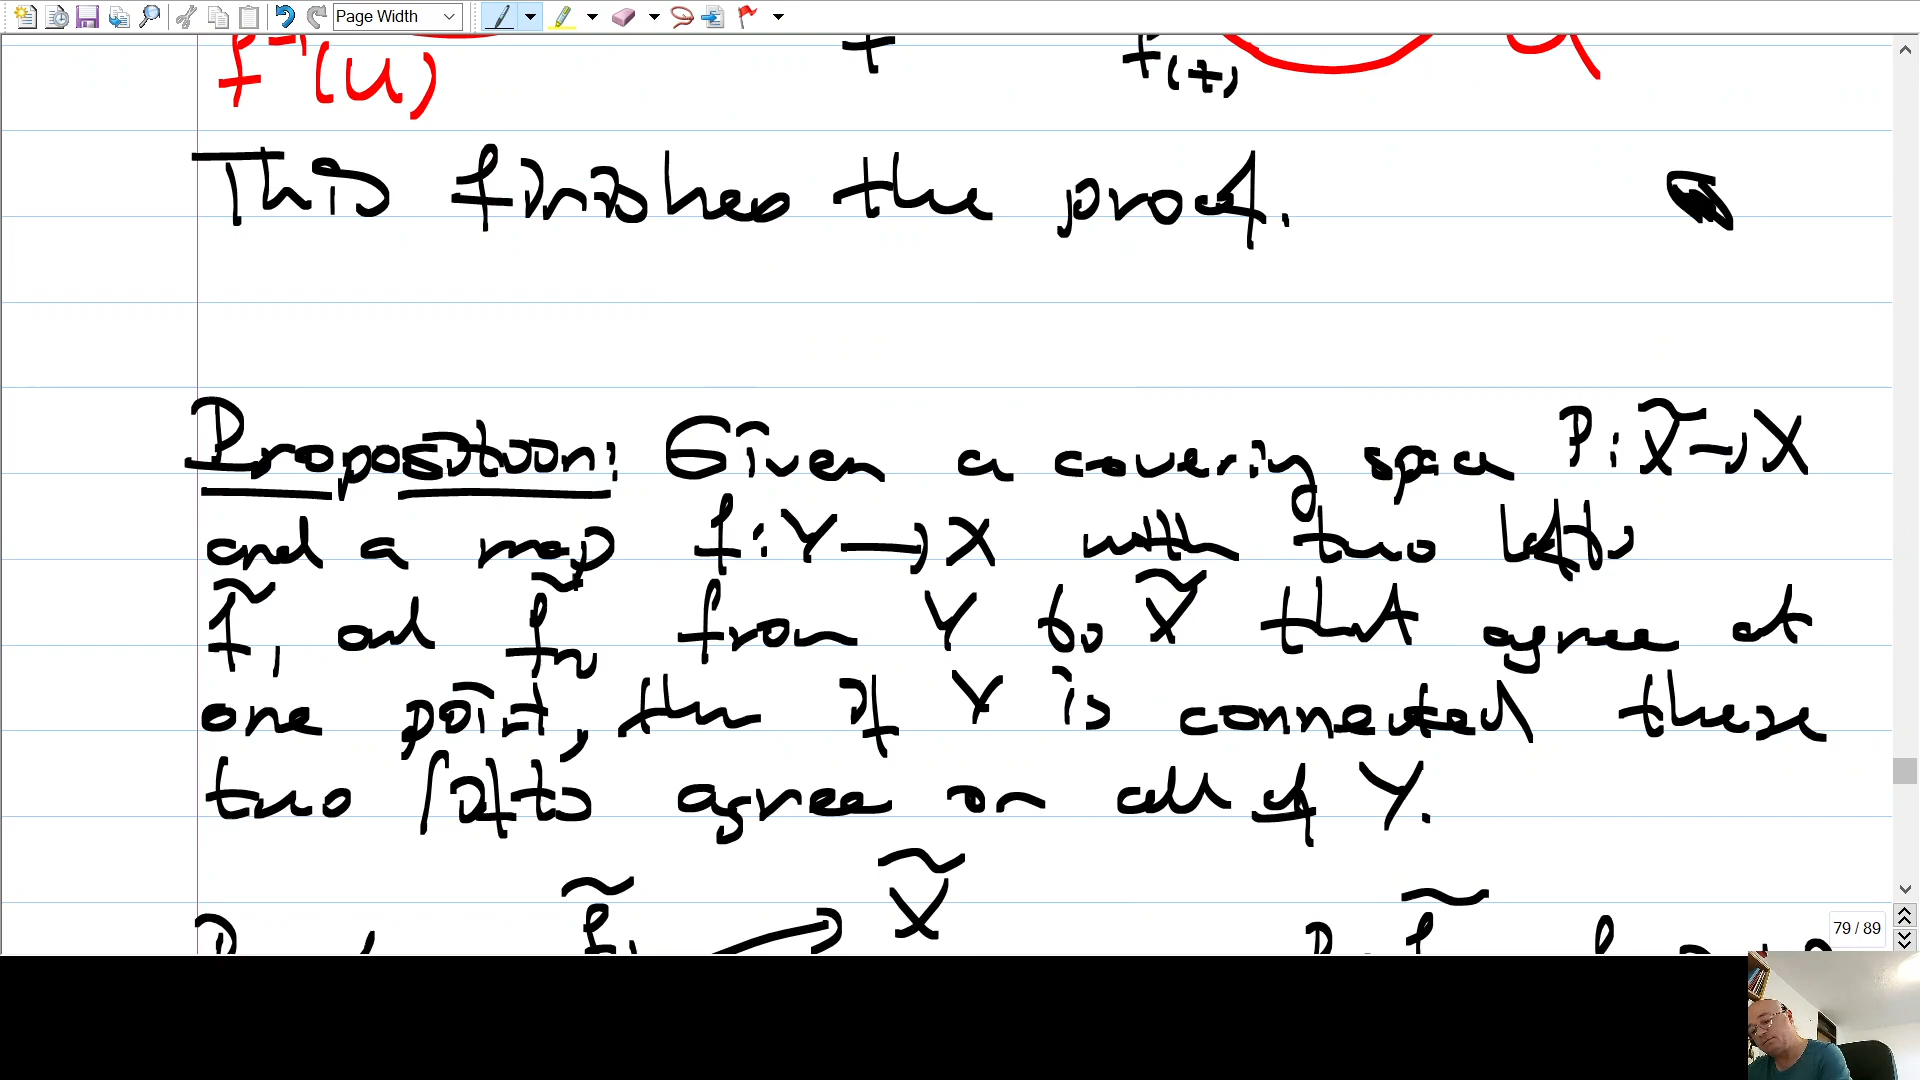 Page Width
f⁻¹(U)
f(t)
This finishes the proof.
Proposition: Given a covering space P: X̃ → X
and a map f: Y → X with two lifts
f̃₁ and f̃₂ from Y to X̃ that agree at
one point, then if Y is connected these
two lifts agree on all of Y.
f̃₁ X̃
79 / 89